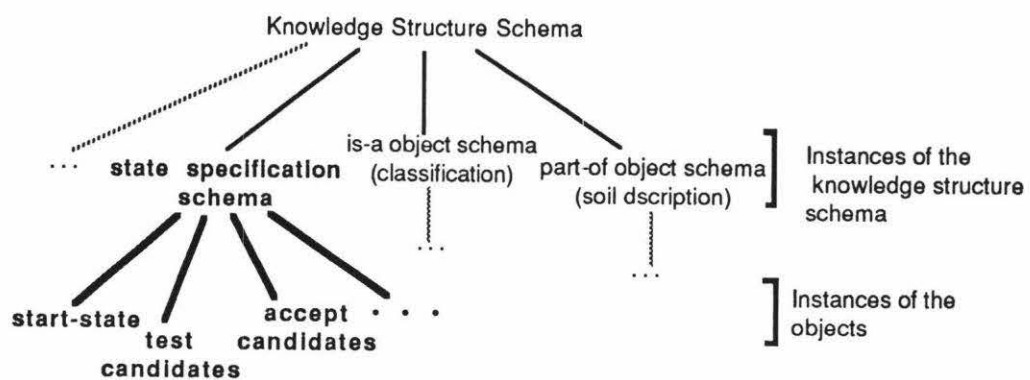 Knowledge Structure Schema
...
state specification
schema
is-a object schema
(classification)
...
part-of object schema
(soil dscription)
...
Instances of the
knowledge structure
schema
start-state
test
candidates
accept
candidates
...
Instances of the
objects